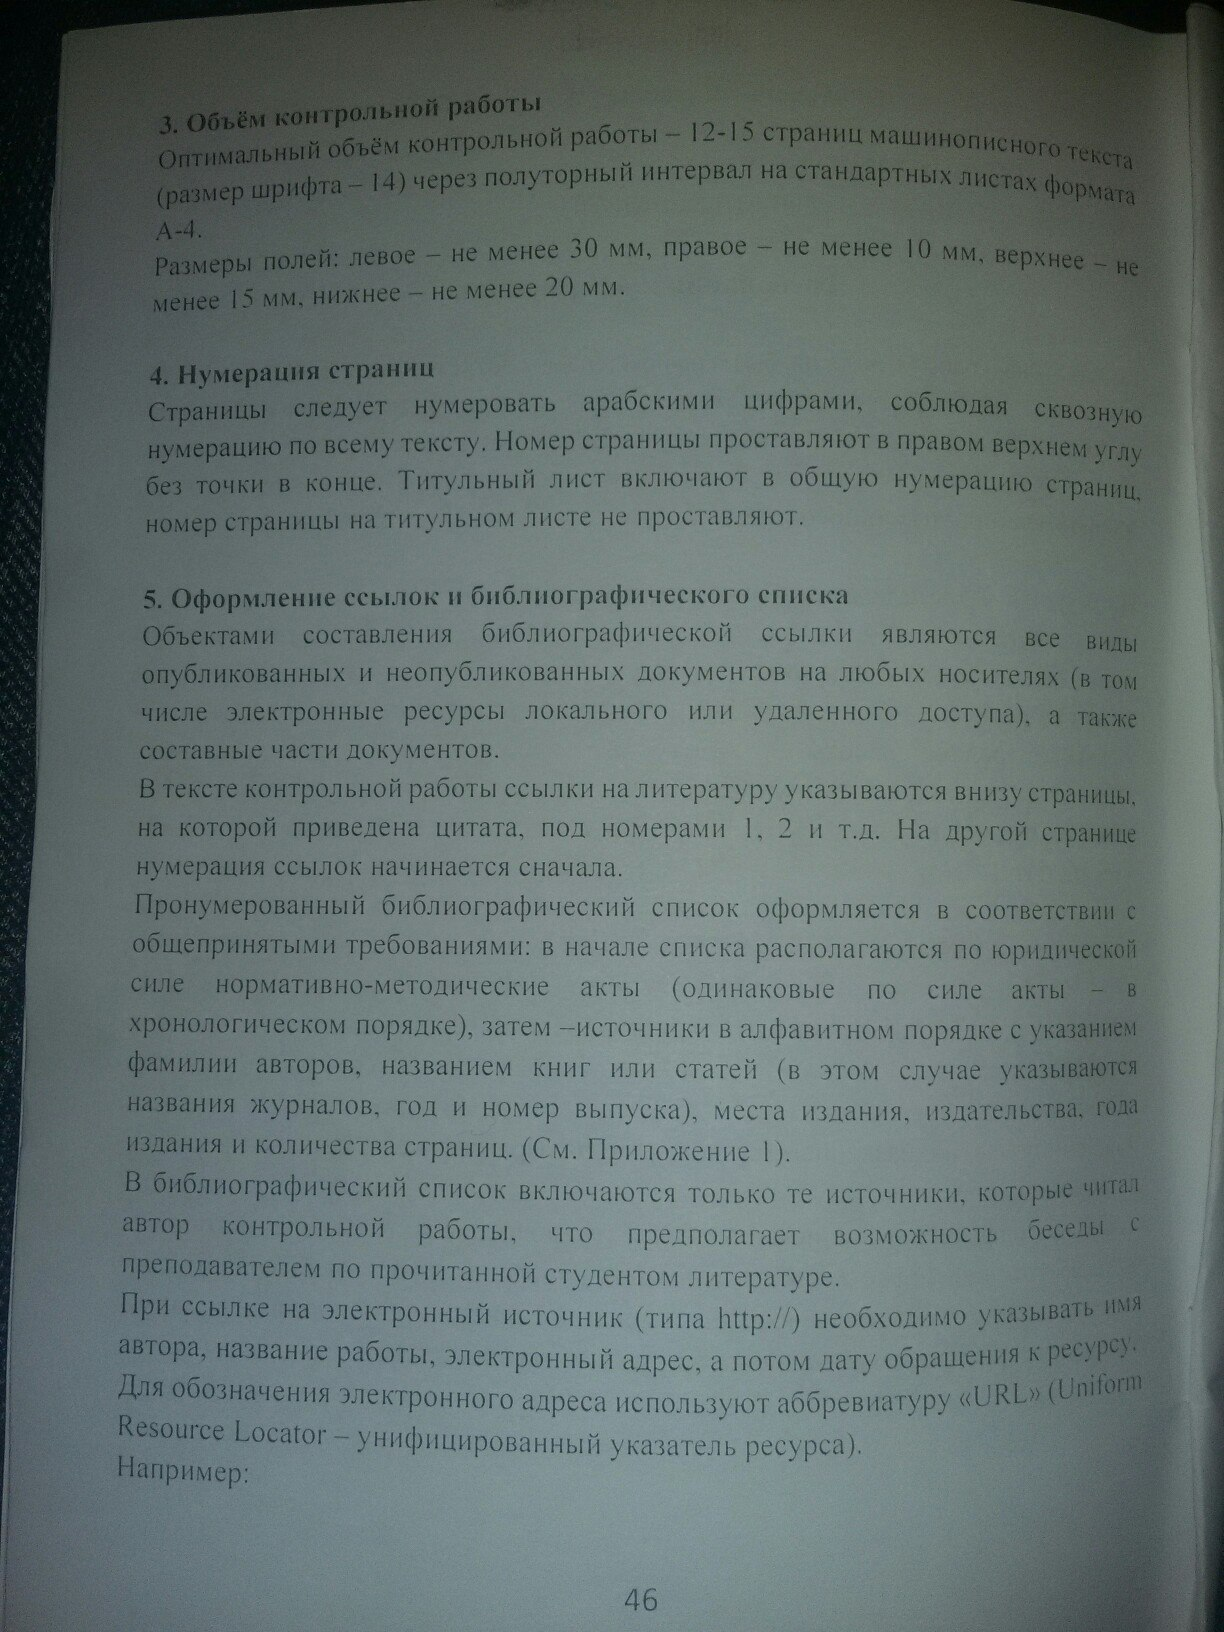 3. Объём контрольной работы
Оптимальный объём контрольной работы – 12-15 страниц машинописного текста
(размер шрифта – 14) через полуторный интервал на стандартных листах формата
А-4.
Размеры полей: левое – не менее 30 мм, правое – не менее 10 мм, верхнее – не
менее 15 мм, нижнее – не менее 20 мм.
4. Нумерация страниц
Страницы следует нумеровать арабскими цифрами, соблюдая сквозную
нумерацию по всему тексту. Номер страницы проставляют в правом верхнем углу
без точки в конце. Титульный лист включают в общую нумерацию страниц,
номер страницы на титульном листе не проставляют.
5. Оформление ссылок и библиографического списка
Объектами составления библиографической ссылки являются все виды
опубликованных и неопубликованных документов на любых носителях (в том
числе электронные ресурсы локального или удаленного доступа), а также
составные части документов.
В тексте контрольной работы ссылки на литературу указываются внизу страницы,
на которой приведена цитата, под номерами 1, 2 и т.д. На другой странице
нумерация ссылок начинается сначала.
Пронумерованный библиографический список оформляется в соответствии с
общепринятыми требованиями: в начале списка располагаются по юридической
силе нормативно-методические акты (одинаковые по силе акты – в
хронологическом порядке), затем –источники в алфавитном порядке с указанием
фамилии авторов, названием книг или статей (в этом случае указываются
названия журналов, год и номер выпуска), места издания, издательства, года
издания и количества страниц. (См. Приложение 1).
В библиографический список включаются только те источники, которые читал
автор контрольной работы, что предполагает возможность беседы с
преподавателем по прочитанной студентом литературе.
При ссылке на электронный источник (типа http://) необходимо указывать имя
автора, название работы, электронный адрес, а потом дату обращения к ресурсу.
Для обозначения электронного адреса используют аббревиатуру «URL» (Uniform
Resource Locator – унифицированный указатель ресурса).
Например:
46